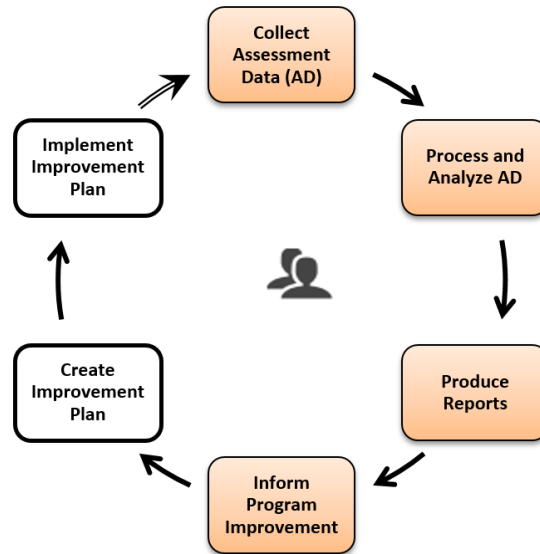 Collect
Assessment
Data (AD)
Process and
Analyze AD
Produce
Reports
Inform
Program
Improvement
Create
Improvement
Plan
Implement
Improvement
Plan